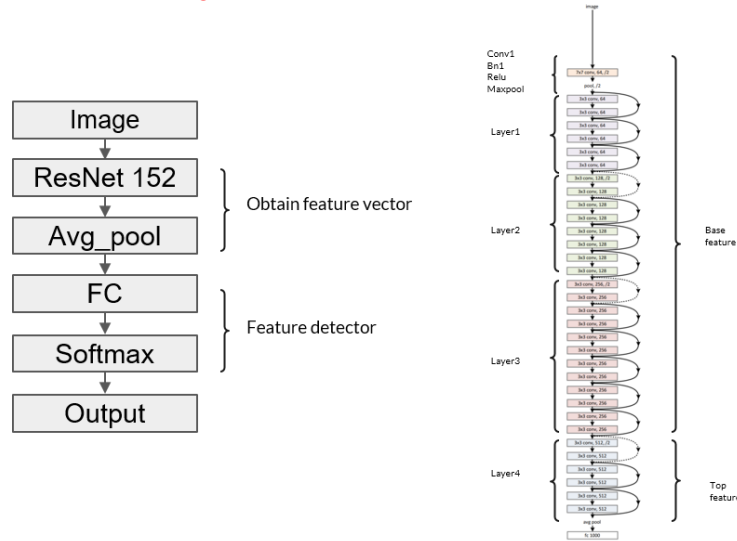 Image
ResNet 152
Avg_pool
FC
Softmax
Output
Obtain feature vector
Feature detector
image
Conv1
Bn1
Relu
Maxpool
7x7 conv, 64, /2
pool, /2
Layer1
3x3 conv, 64
3x3 conv, 64
3x3 conv, 64
3x3 conv, 64
3x3 conv, 64
3x3 conv, 64
Layer2
3x3 conv, 128, /2
3x3 conv, 128
3x3 conv, 128
3x3 conv, 128
3x3 conv, 128
3x3 conv, 128
3x3 conv, 128
3x3 conv, 128
Layer3
3x3 conv, 256, /2
3x3 conv, 256
3x3 conv, 256
3x3 conv, 256
3x3 conv, 256
3x3 conv, 256
3x3 conv, 256
3x3 conv, 256
3x3 conv, 256
3x3 conv, 256
3x3 conv, 256
3x3 conv, 256
Layer4
3x3 conv, 512, /2
3x3 conv, 512
3x3 conv, 512
3x3 conv, 512
3x3 conv, 512
3x3 conv, 512
avg pool
fc 1000
Base
feature
Top
feature